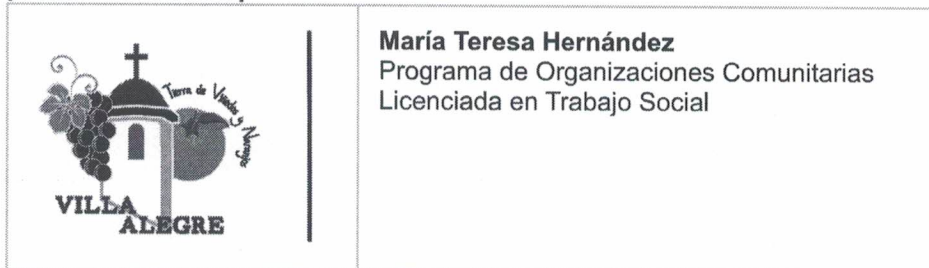 Tierra de Viñedos y Naranjos
VILLA
ALEGRE
María Teresa Hernández
Programa de Organizaciones Comunitarias
Licenciada en Trabajo Social